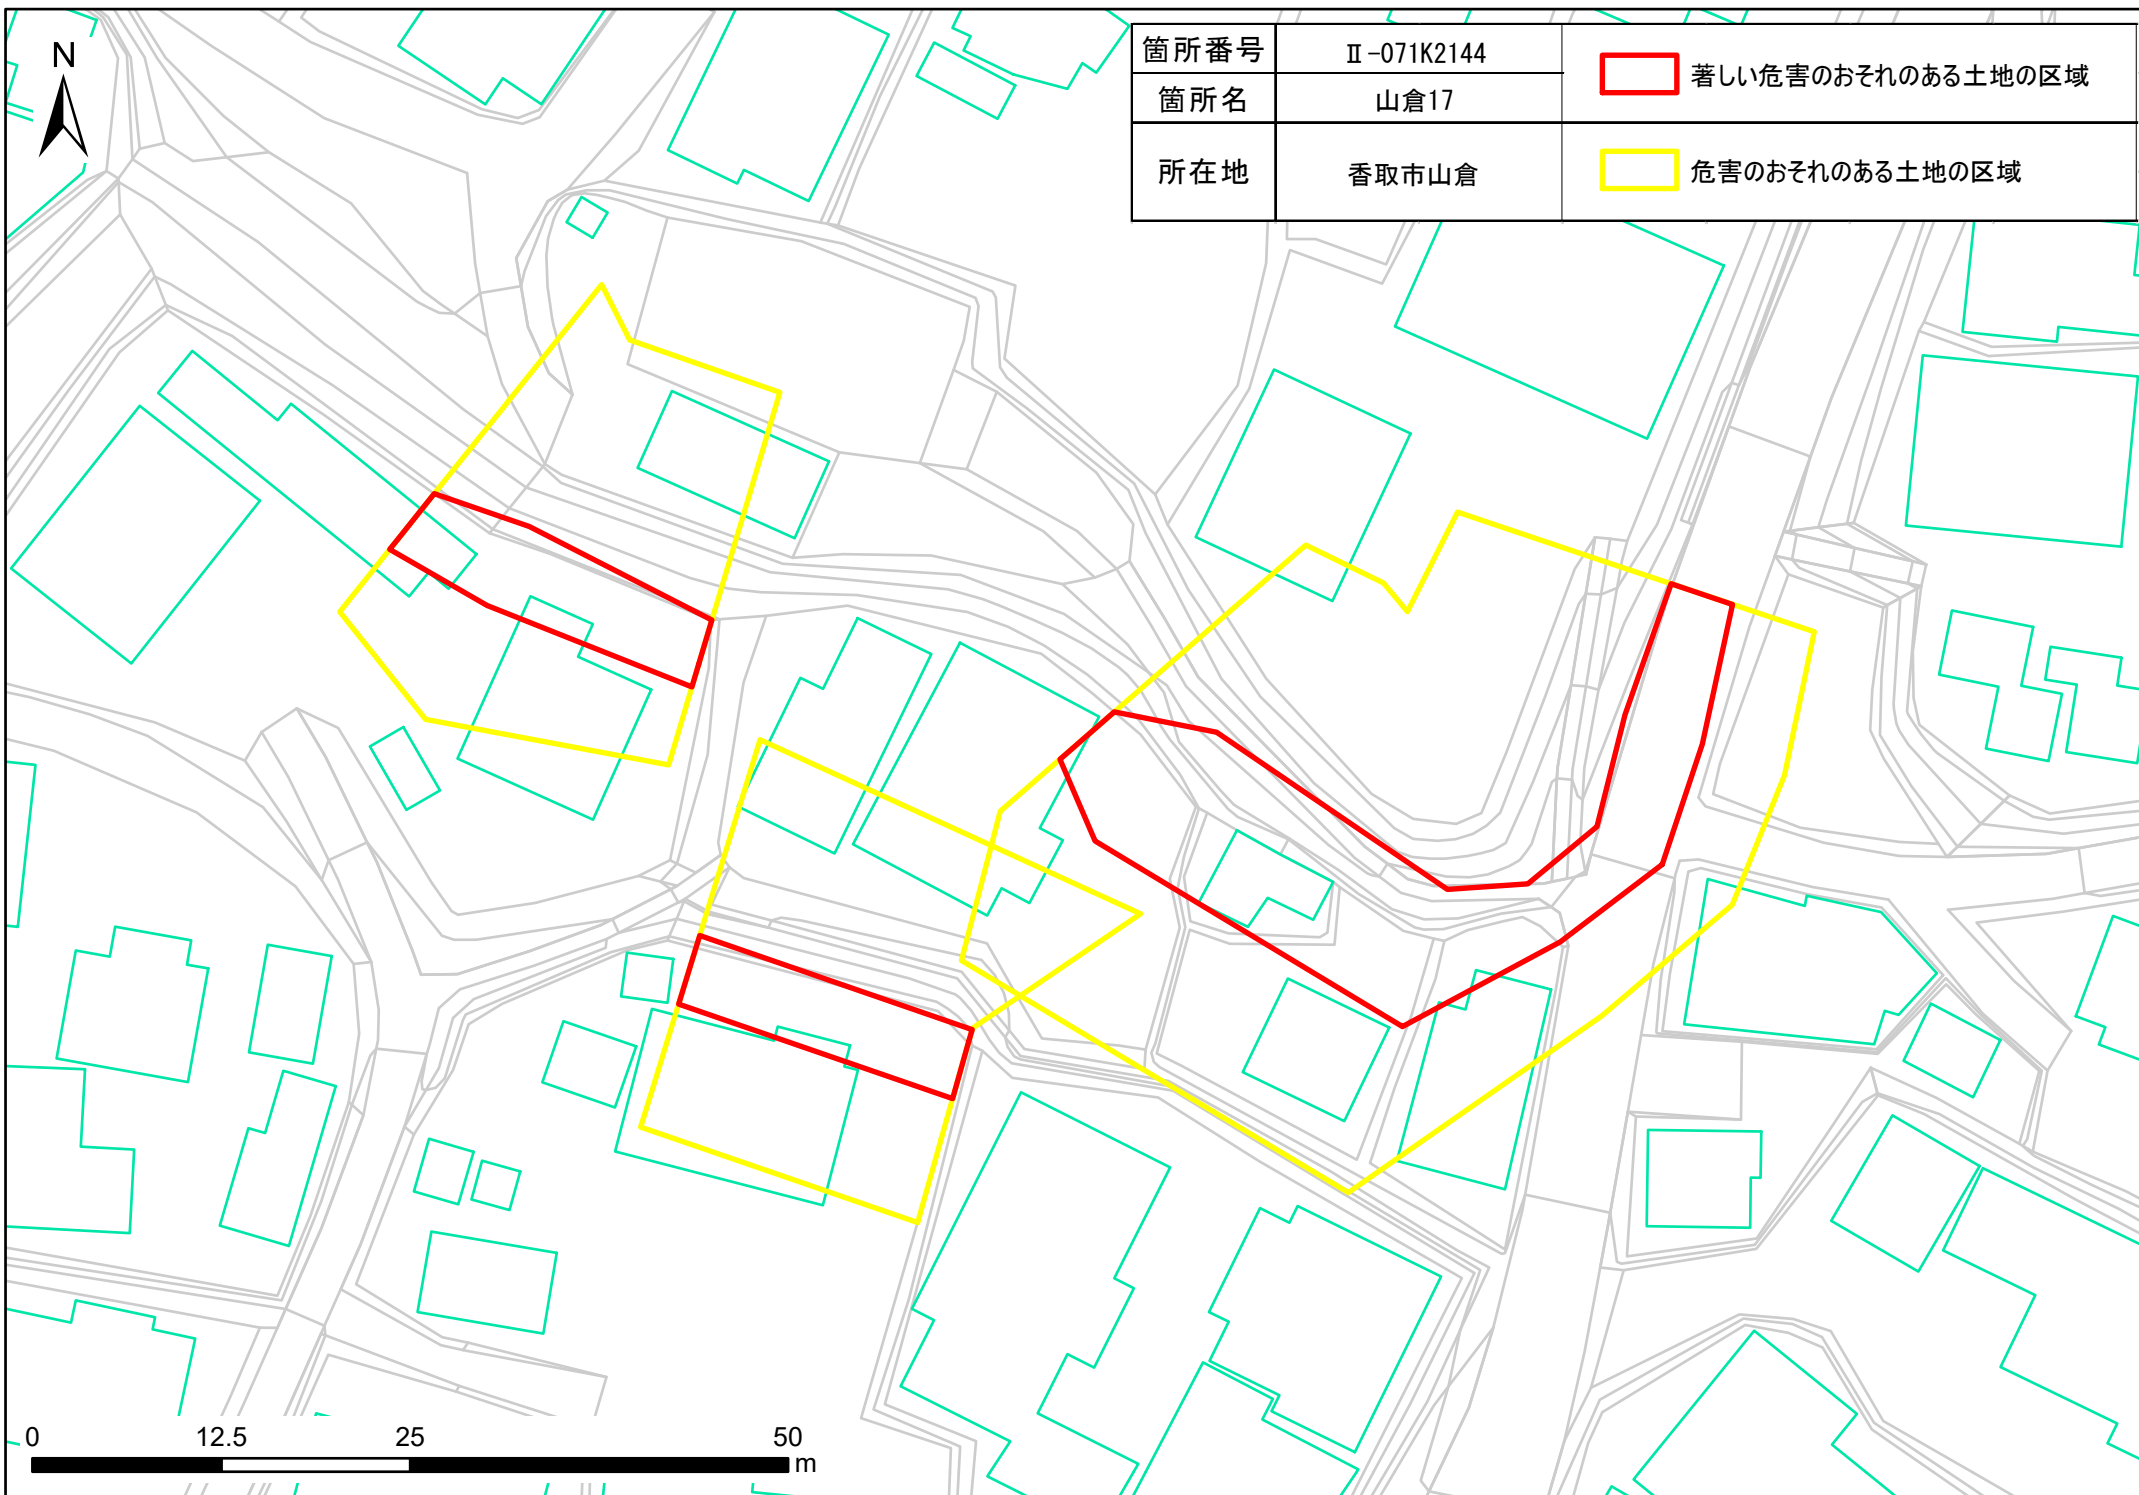 N
箇所番号 Ⅱ-071K2144
箇所名 山倉17
所在地 香取市山倉
著しい危害のおそれのある土地の区域
危害のおそれのある土地の区域
0 12.5 25 50
m